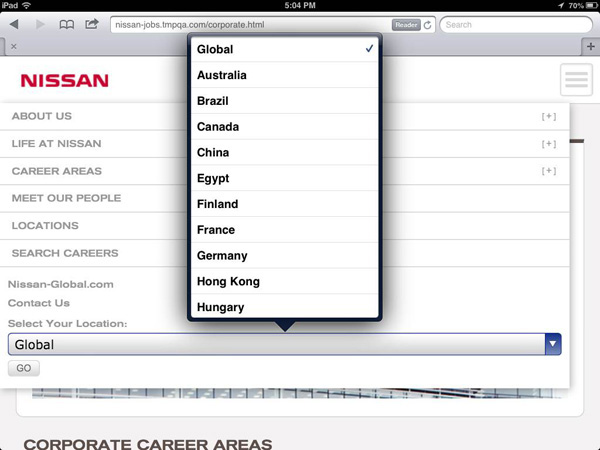 iPad 5:04 PM 70%
nissan-jobs.tmpqa.com/corporate.html Reader Search
NISSAN
ABOUT US [+]
LIFE AT NISSAN [+]
CAREER AREAS [+]
MEET OUR PEOPLE
LOCATIONS
SEARCH CAREERS
Nissan-Global.com
Contact Us
Select Your Location:
Global
Australia
Brazil
Canada
China
Egypt
Finland
France
Germany
Hong Kong
Hungary
Global
GO
CORPORATE CAREER AREAS